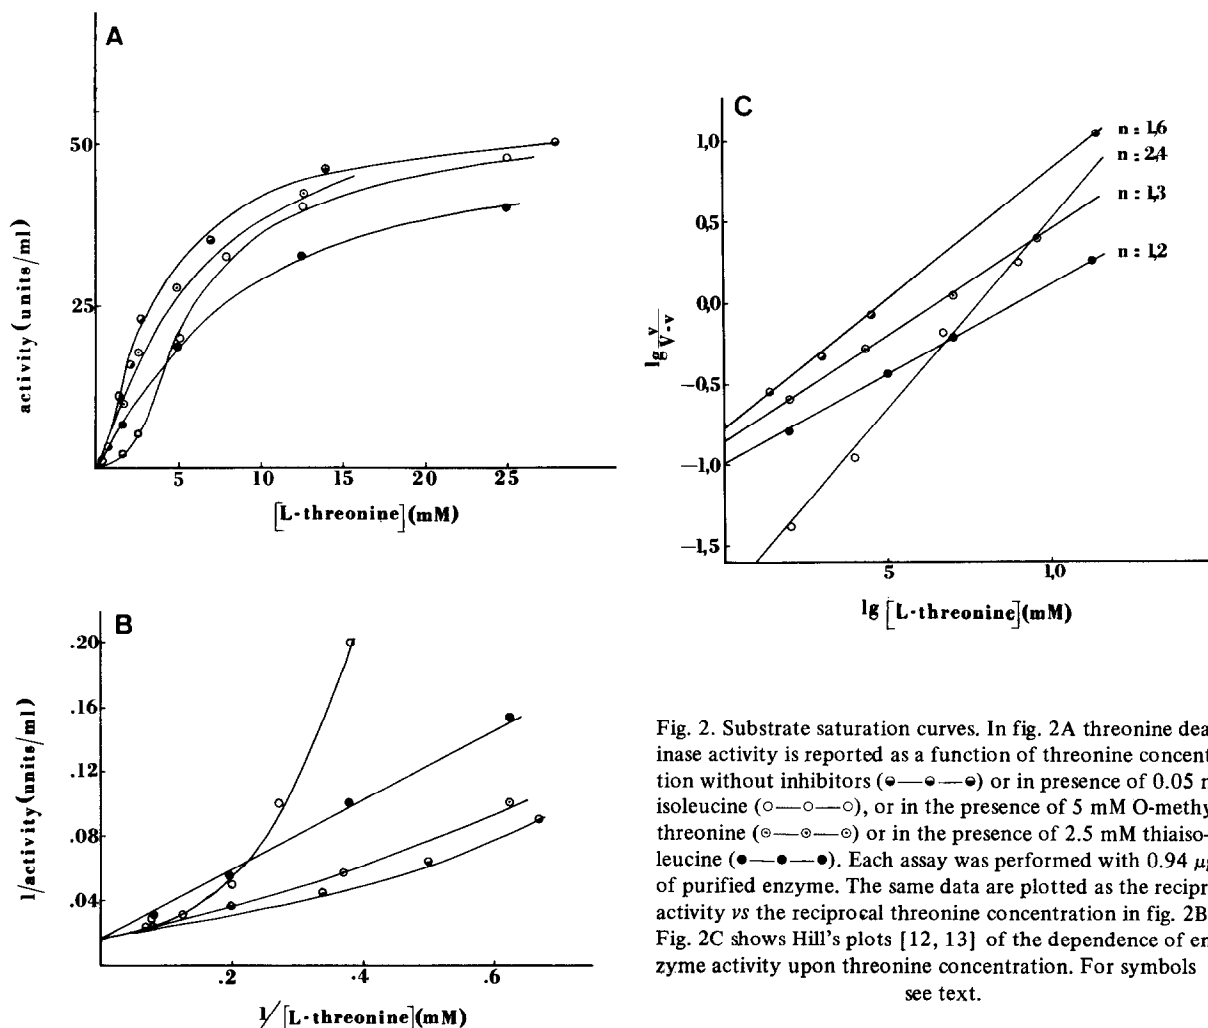 A
50
25
activity (units/ml)
5
10
15
20
25
[L-threonine](mM)
B
.20
.16
.12
.08
.04
1/activity(units/ml)
.2
.4
.6
1/[L-threonine](mM)
C
1,0
0,5
0,0
−0,5
−1,0
−1,5
lg v/V-v
n = 1,6
n = 2,4
n = 1,3
n = 1,2
5
1,0
lg [L-threonine](mM)
Fig. 2. Substrate saturation curves. In fig. 2A threonine dea
inase activity is reported as a function of threonine concent
tion without inhibitors (◒—◒—◒) or in presence of 0.05 
isoleucine (○—○—○), or in the presence of 5 mM O-methy
threonine (⊙—⊙—⊙) or in the presence of 2.5 mM thiaiso-
leucine (●—●—●). Each assay was performed with 0.94 μg
of purified enzyme. The same data are plotted as the recipr
activity vs the reciprocal threonine concentration in fig. 2B
Fig. 2C shows Hill's plots [12, 13] of the dependence of en
zyme activity upon threonine concentration. For symbols
see text.